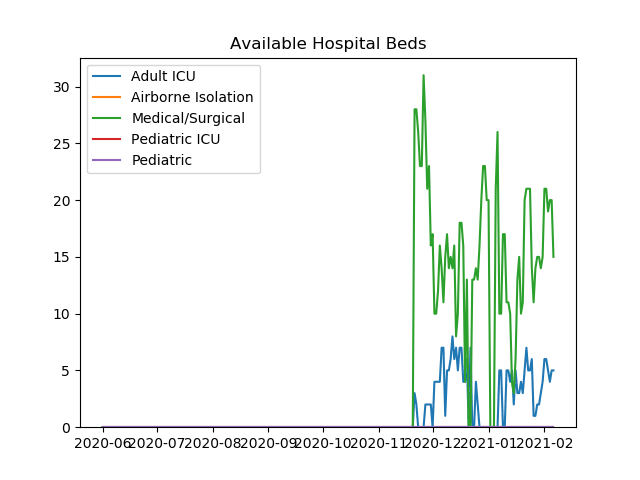 Available Hospital Beds
Adult ICU
Airborne Isolation
Medical/Surgical
Pediatric ICU
Pediatric
30
25
20
15
10
5
0
2020-06 2020-07 2020-08 2020-09 2020-10 2020-11 2020-12 2021-01 2021-02